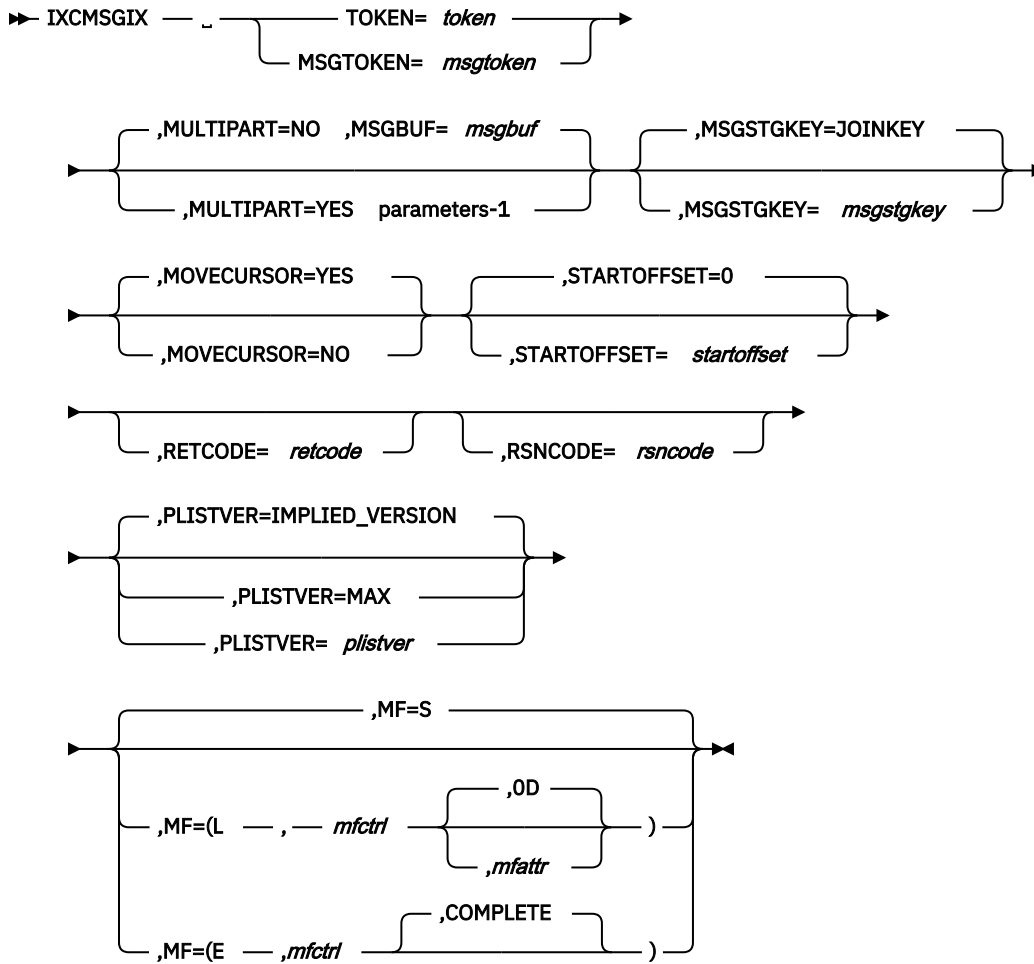 IXCMSGIX ␣ TOKEN= token
MSGTOKEN= msgtoken
,MULTIPART=NO ,MSGBUF= msgbuf
,MULTIPART=YES parameters-1
,MSGSTGKEY=JOINKEY
,MSGSTGKEY= msgstgkey
,MOVECURSOR=YES
,MOVECURSOR=NO
,STARTOFFSET=0
,STARTOFFSET= startoffset
,RETCODE= retcode
,RSNCODE= rsncode
,PLISTVER=IMPLIED_VERSION
,PLISTVER=MAX
,PLISTVER= plistver
,MF=S
,MF=(L , mfctrl ,0D )
,mfattr
,MF=(E ,mfctrl ,COMPLETE )